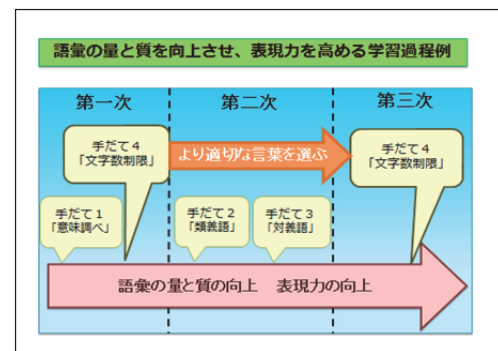 語彙の量と質を向上させ、表現力を高める学習過程例
第一次
第二次
第三次
手だて４
「文字数制限」
より適切な言葉を選ぶ
手だて４
「文字数制限」
手だて１
「意味調べ」
手だて２
「類義語」
手だて３
「対義語」
語彙の量と質の向上　表現力の向上